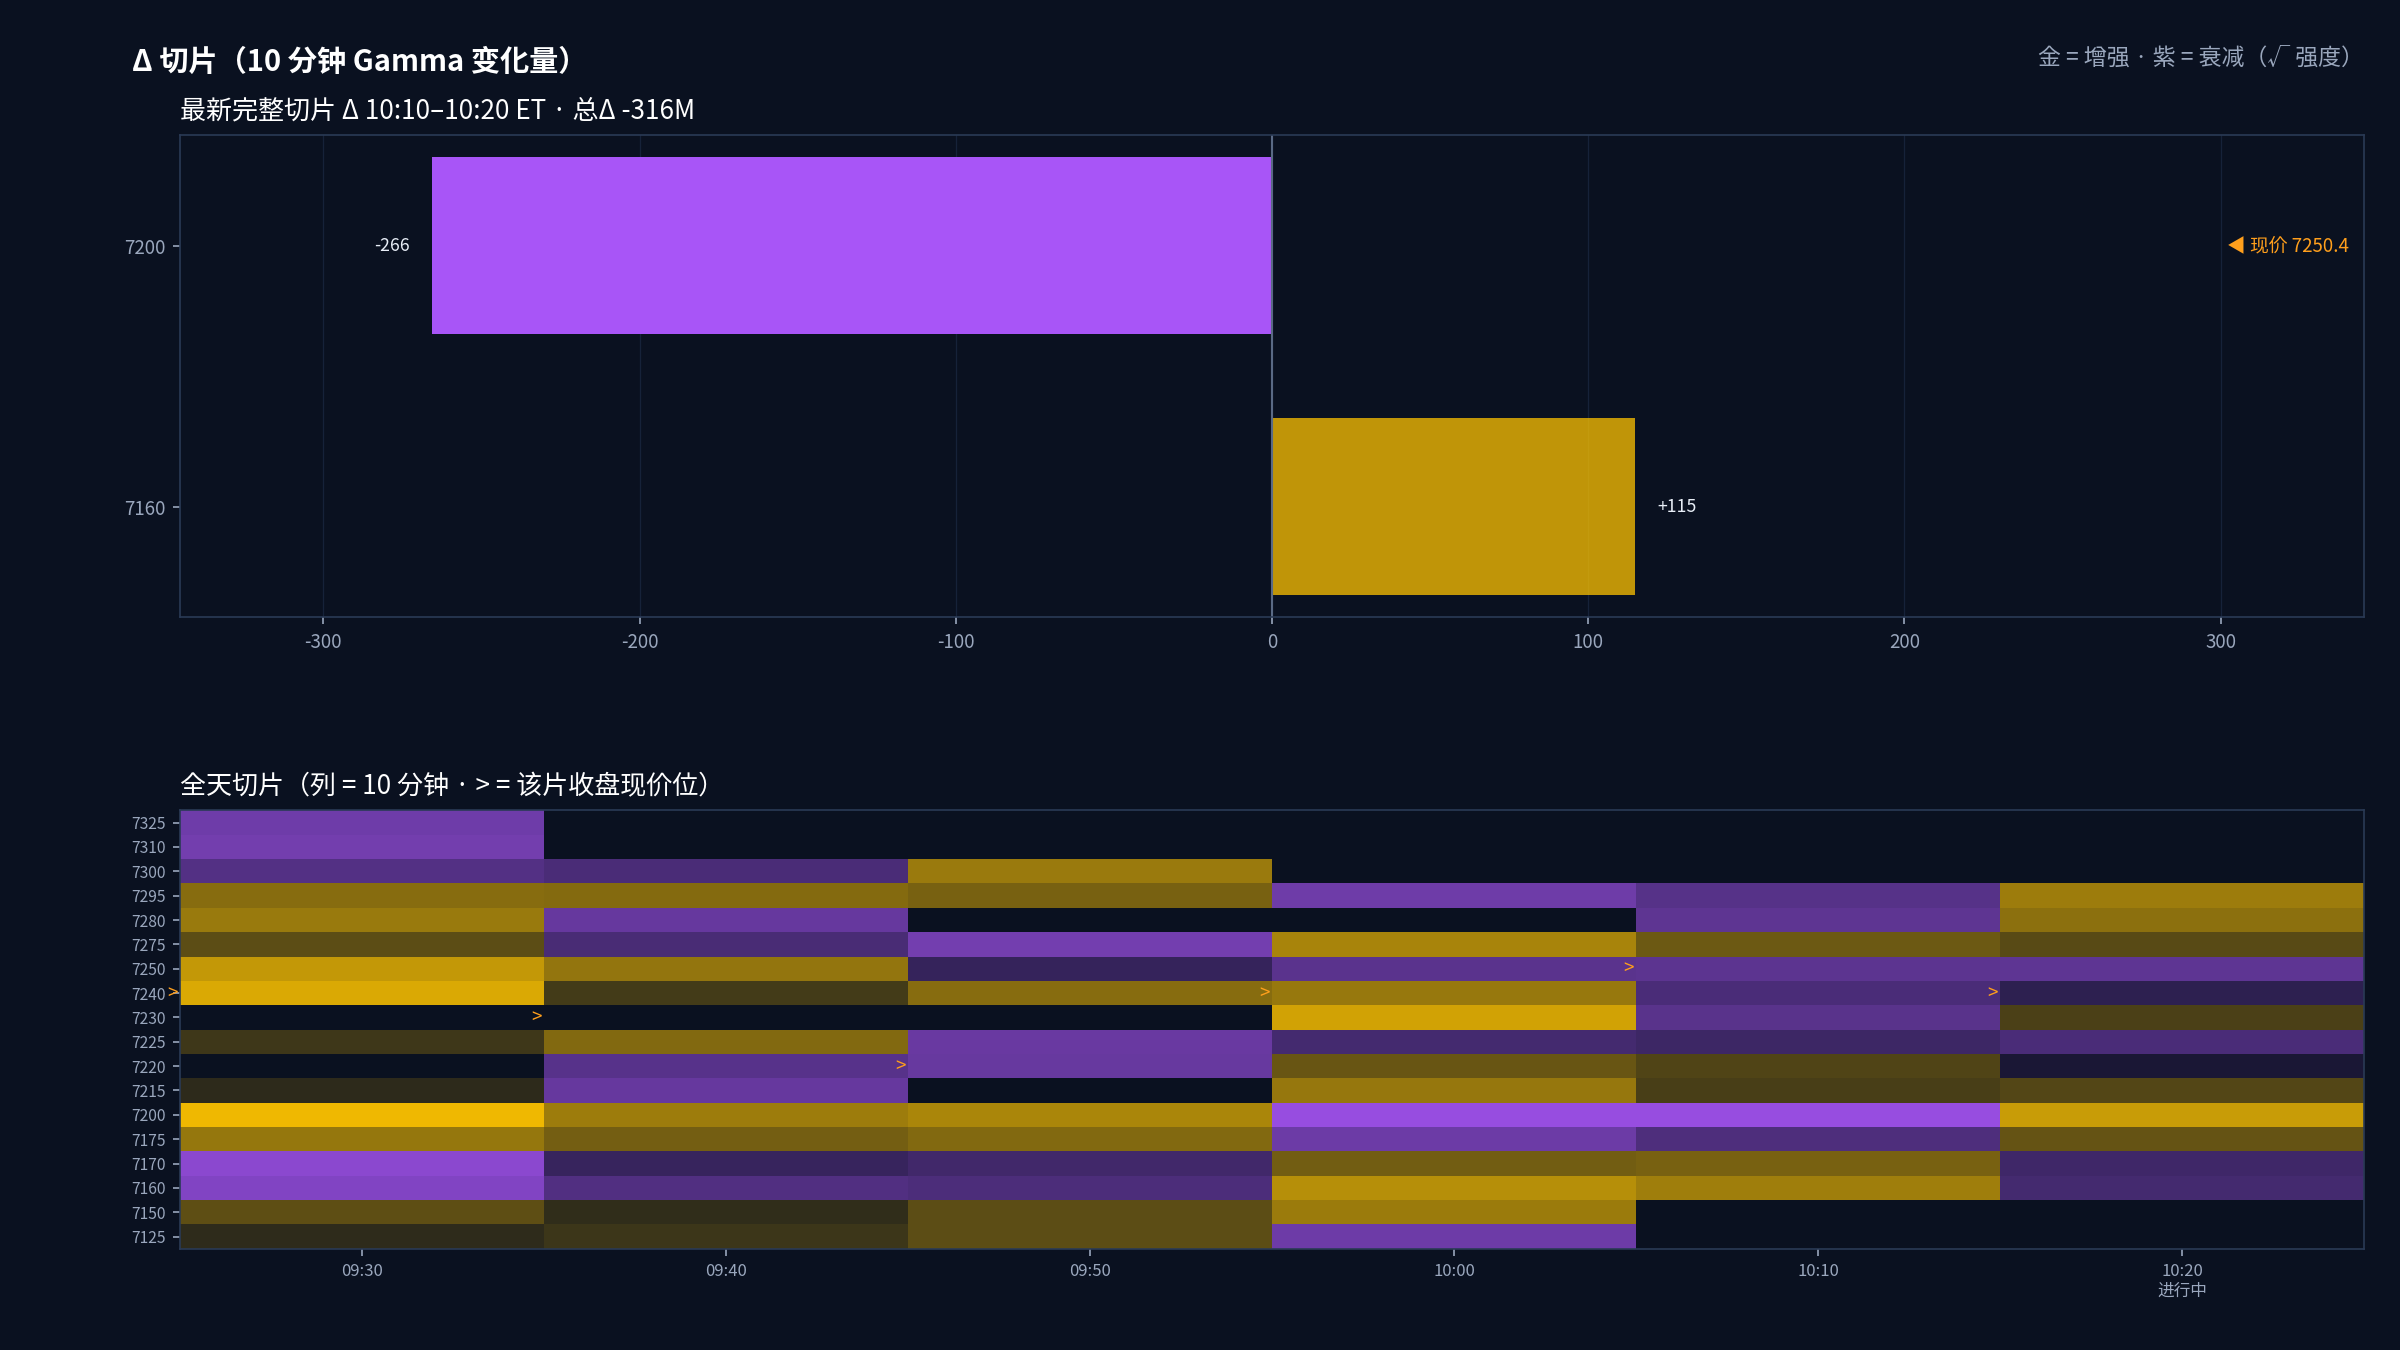 Δ 切片（10 分钟 Gamma 变化量）
金 = 增强 · 紫 = 衰减（√ 强度）
最新完整切片 Δ 10:10–10:20 ET · 总Δ -316M
7200
-266
◀ 现价 7250.4
7160
+115
-300 -200 -100 0 100 200 300
全天切片（列 = 10 分钟 · > = 该片收盘现价位）
7325
7310
7300
7295
7280
7275
7250 >
7240 > > >
7230 >
7225
7220 >
7215
7200
7175
7170
7160
7150
7125
09:30 09:40 09:50 10:00 10:10 10:20
进行中